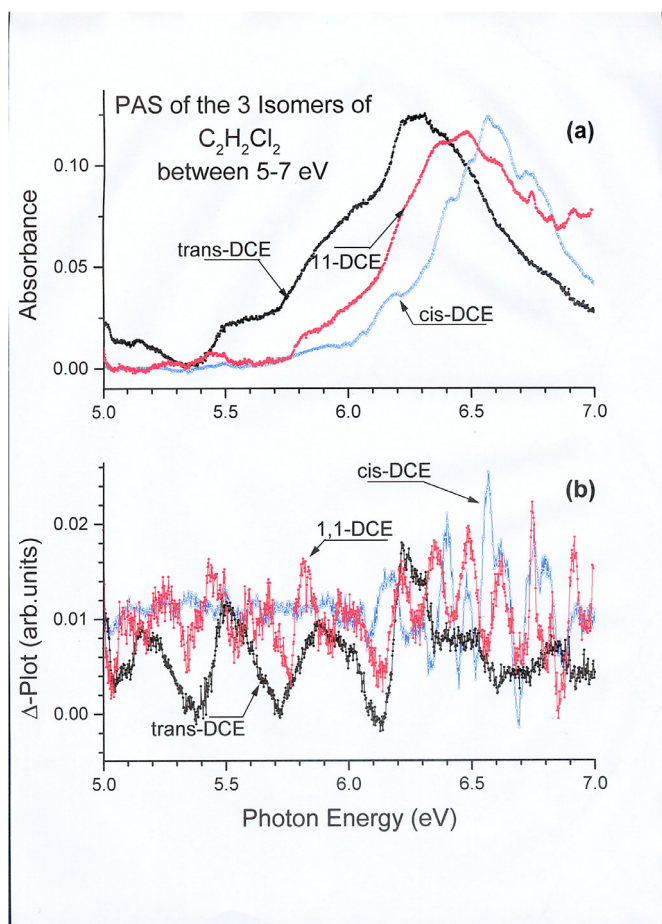 PAS of the 3 Isomers of
C₂H₂Cl₂
between 5-7 eV
(a)
Absorbance
0.10
0.05
0.00
trans-DCE
11-DCE
cis-DCE
5.0 5.5 6.0 6.5 7.0
cis-DCE
(b)
1,1-DCE
Δ-Plot (arb.units)
0.02
0.01
0.00
trans-DCE
5.0 5.5 6.0 6.5 7.0
Photon Energy (eV)